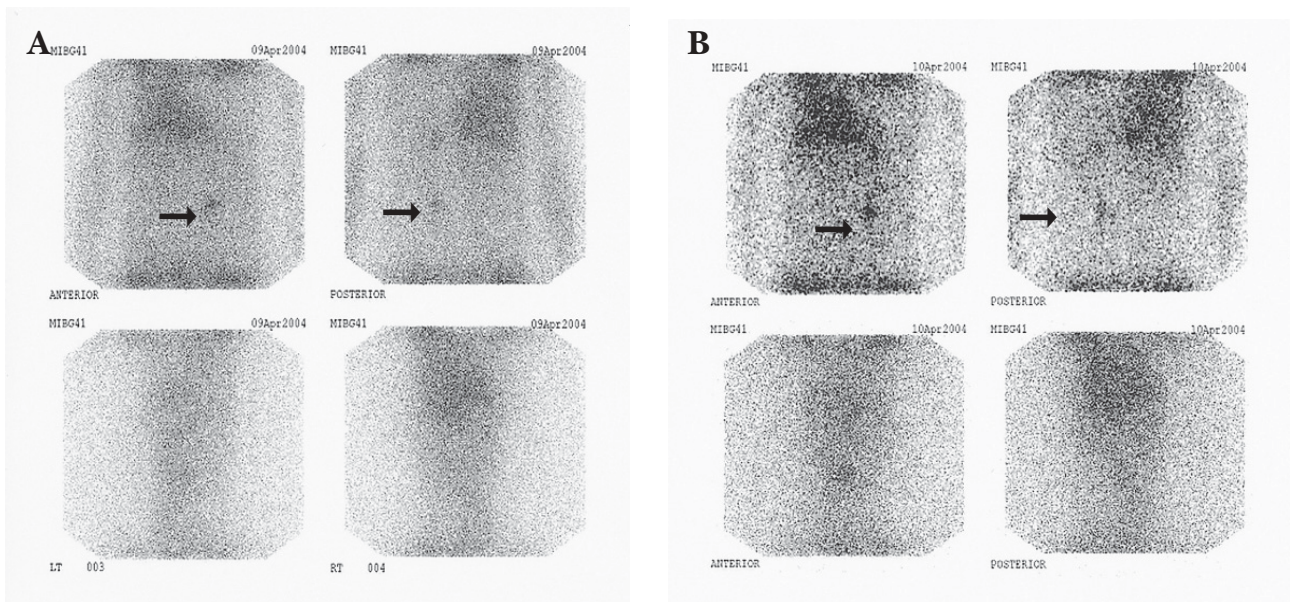 A
MIBG41 09Apr2004
MIBG41 09Apr2004
ANTERIOR
POSTERIOR
MIBG41 09Apr2004
MIBG41 09Apr2004
LT 003
RT 004
B
MIBG41 10Apr2004
MIBG41 10Apr2004
ANTERIOR
POSTERIOR
MIBG41 10Apr2004
MIBG41 10Apr2004
ANTERIOR
POSTERIOR